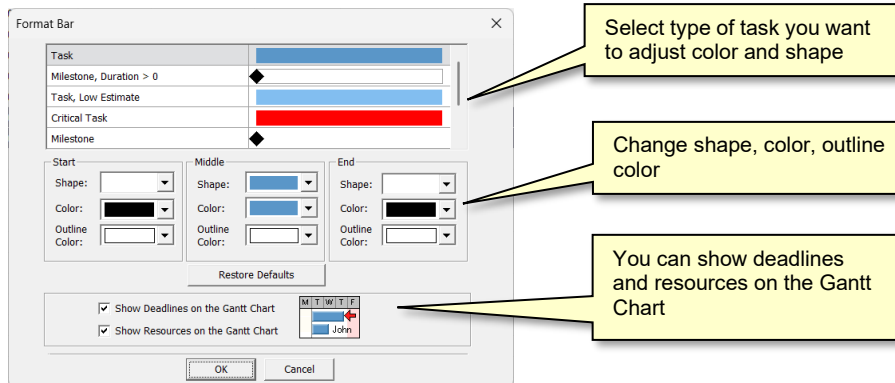 Format Bar
Task
Milestone, Duration > 0
Task, Low Estimate
Critical Task
Milestone
Select type of task you want
to adjust color and shape
Start
Middle
End
Shape:
Shape:
Shape:
Color:
Color:
Color:
Outline
Color:
Outline
Color:
Outline
Color:
Change shape, color, outline
color
Restore Defaults
Show Deadlines on the Gantt Chart
Show Resources on the Gantt Chart
M T W T F
John
You can show deadlines
and resources on the Gantt
Chart
OK
Cancel